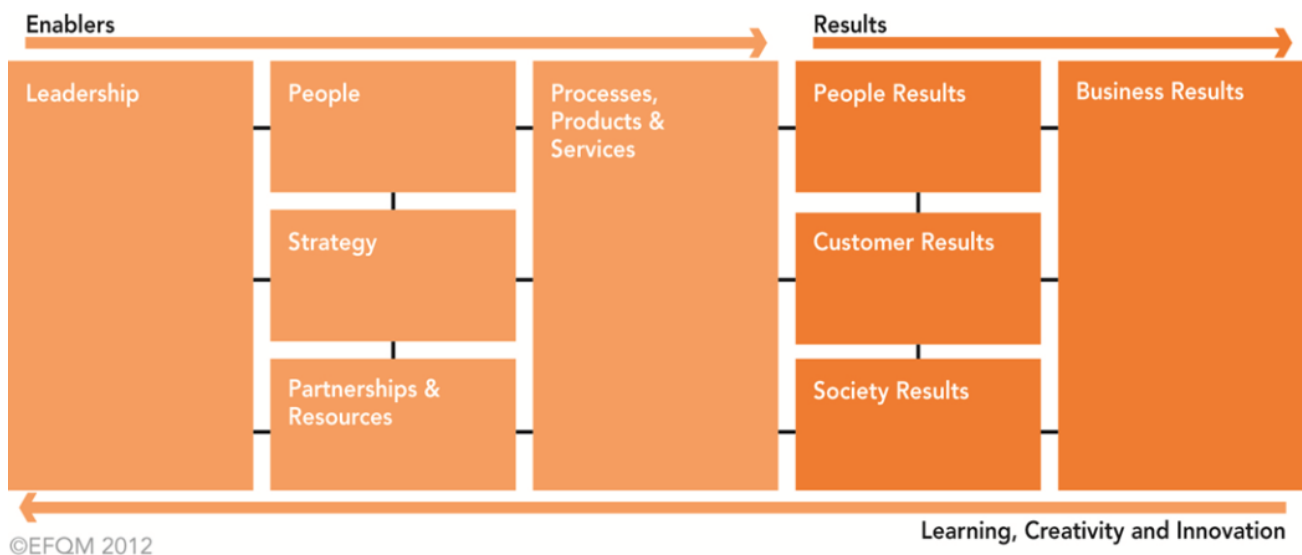 Enablers
Results
Leadership
People
Processes,
Products &
Services
People Results
Business Results
Strategy
Customer Results
Partnerships &
Resources
Society Results
Learning, Creativity and Innovation
©EFQM 2012